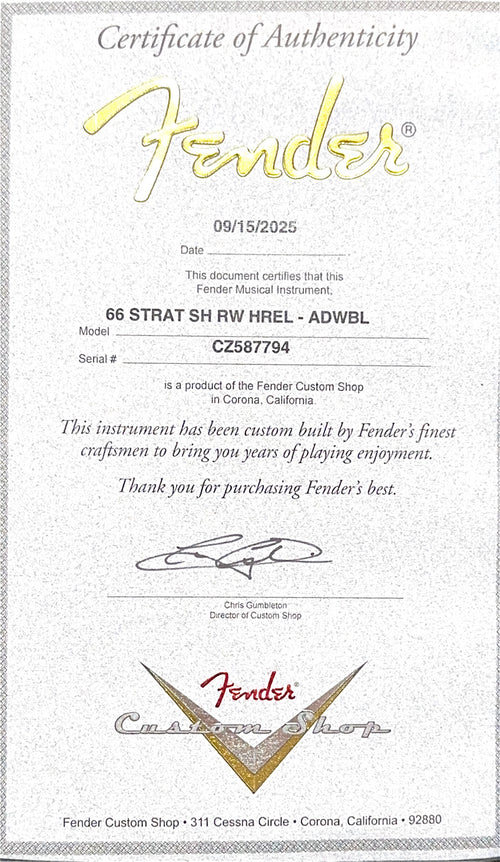 Certificate of Authenticity
Fender®
09/15/2025
Date
This document certifies that this
Fender Musical Instrument,
66 STRAT SH RW HREL - ADWBL
Model
CZ587794
Serial #
is a product of the Fender Custom Shop
in Corona, California
This instrument has been custom built by Fender's finest
craftsmen to bring you years of playing enjoyment.
Thank you for purchasing Fender's best.
Chris Gumbleton
Director of Custom Shop
Fender®
Custom Shop
Fender Custom Shop • 311 Cessna Circle • Corona, California • 92880